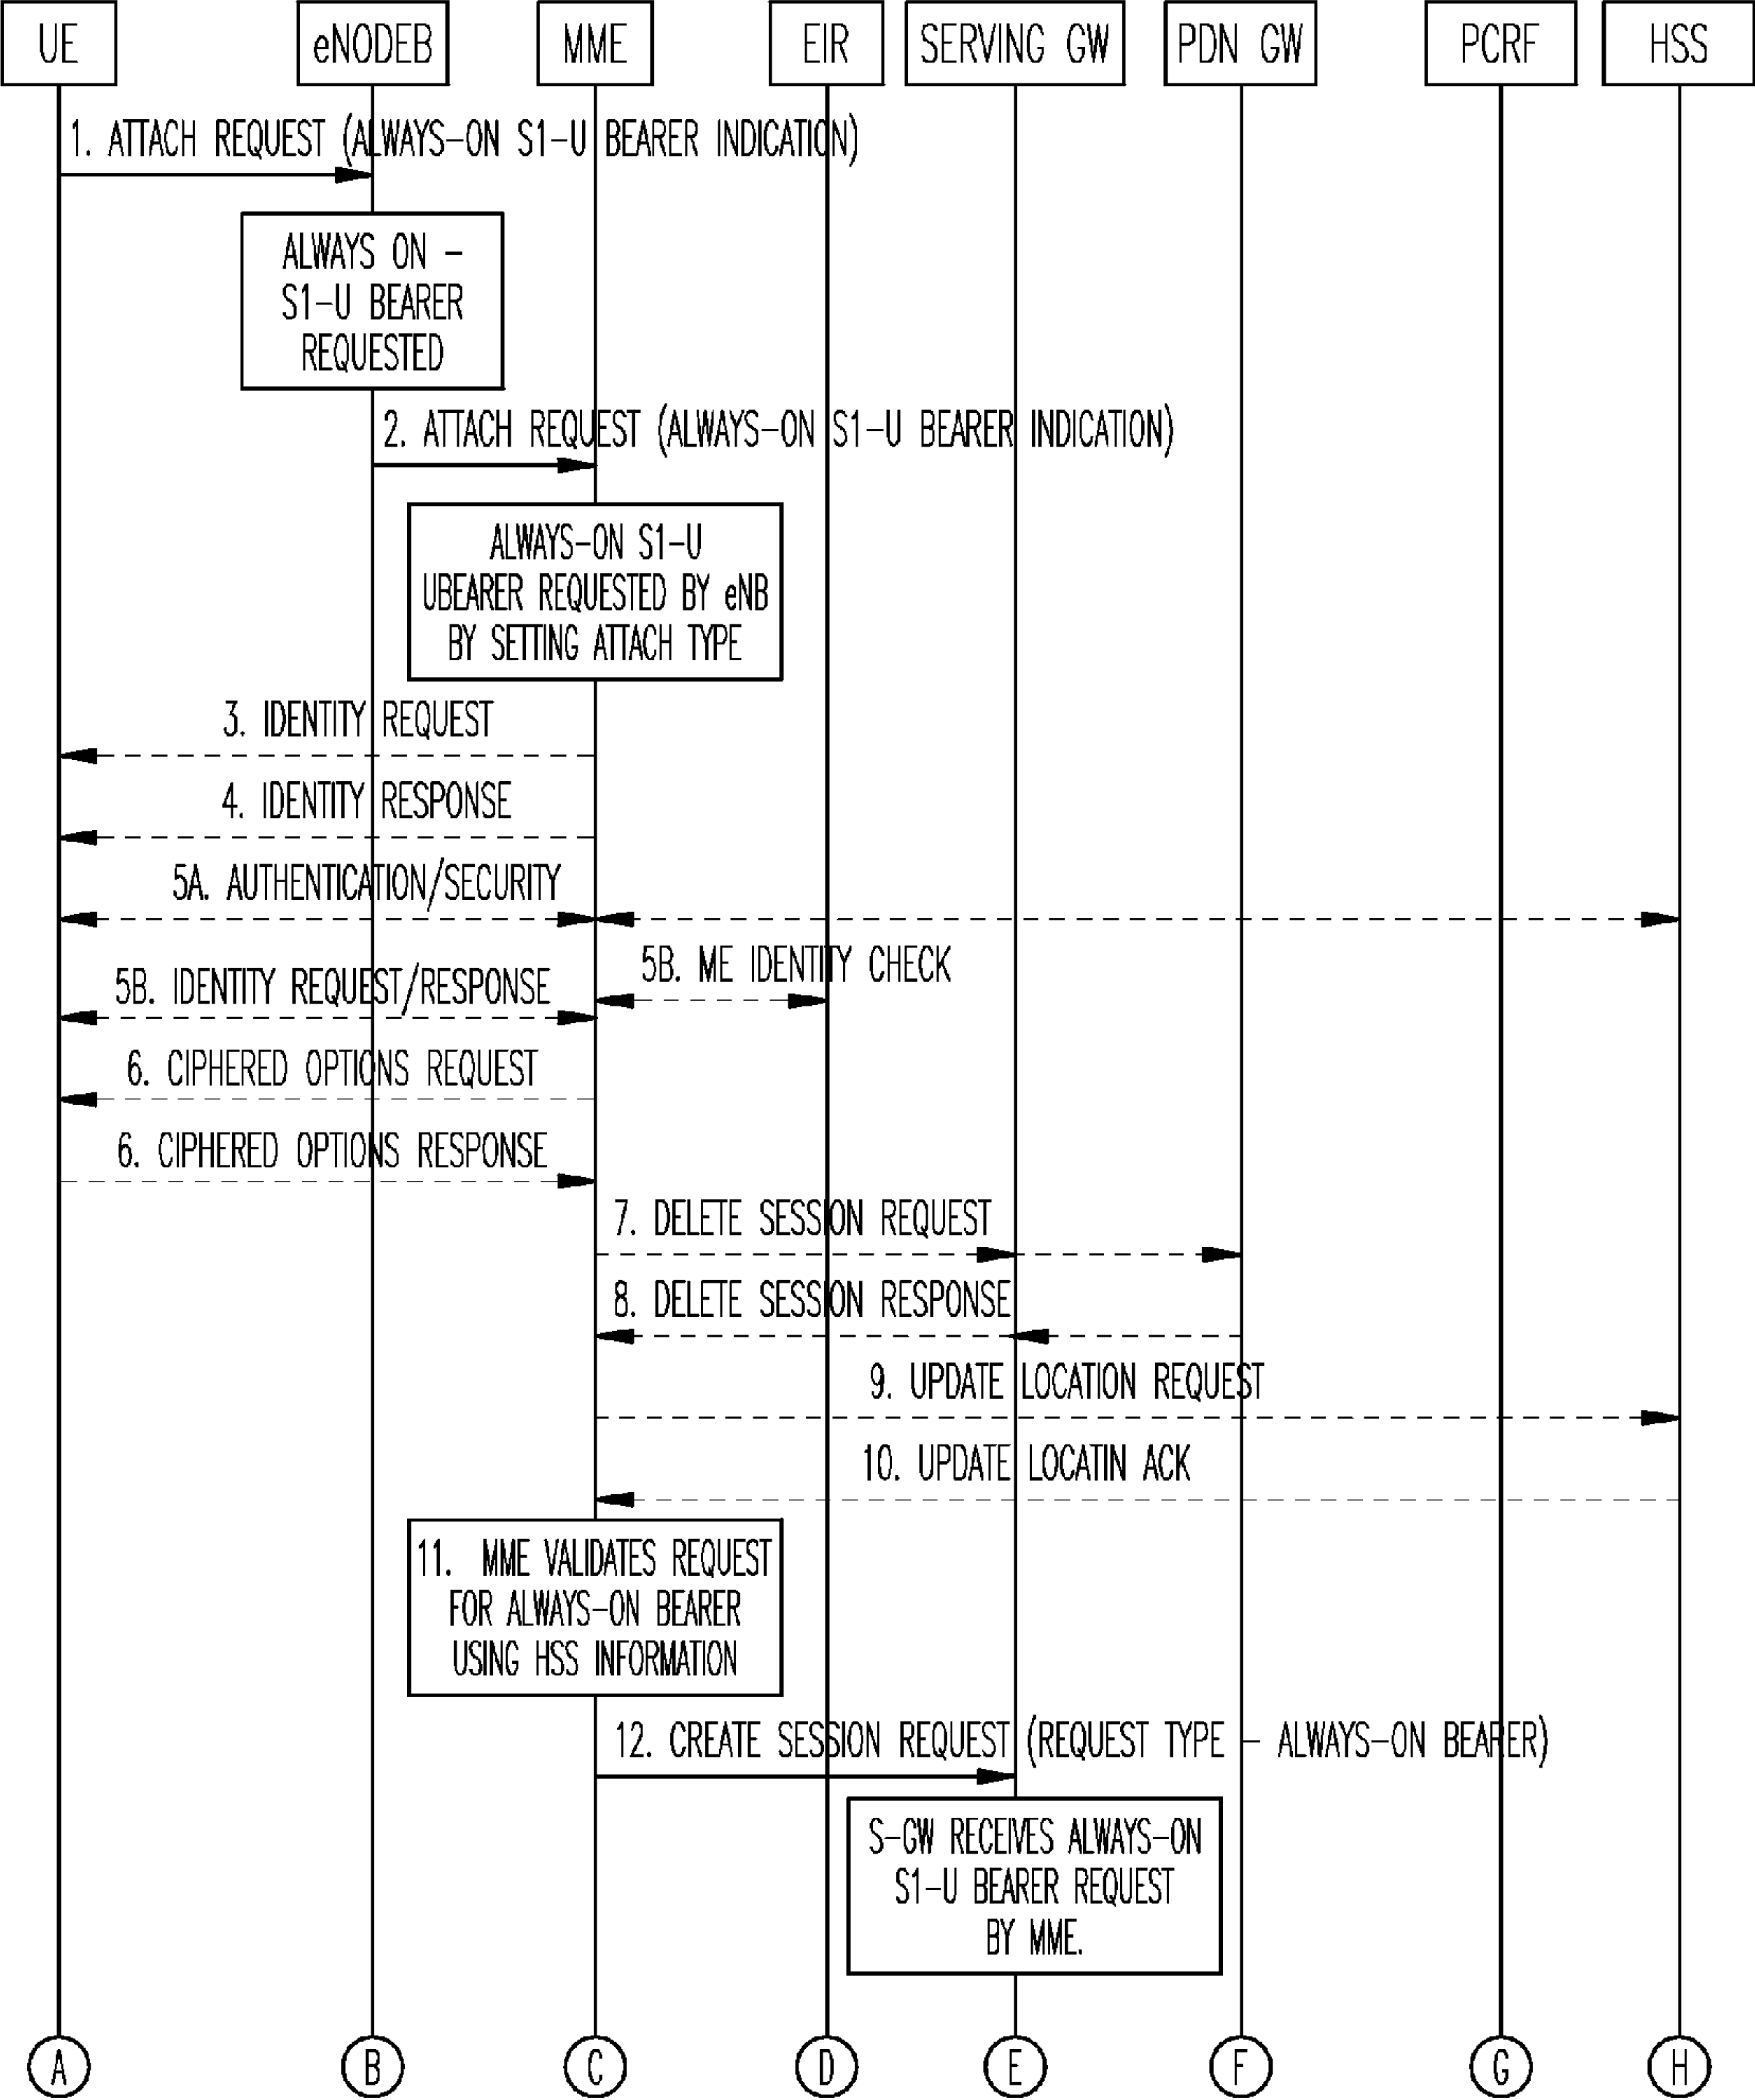 UE eNODEB MME EIR SERVING GW PDN GW PCRF HSS
1. ATTACH REQUEST (ALWAYS-ON S1-U BEARER INDICATION)
ALWAYS ON -
S1-U BEARER
REQUESTED
2. ATTACH REQUEST (ALWAYS-ON S1-U BEARER INDICATION)
ALWAYS-ON S1-U
UBEARER REQUESTED BY eNB
BY SETTING ATTACH TYPE
3. IDENTITY REQUEST
4. IDENTITY RESPONSE
5A. AUTHENTICATION/SECURITY
5B. ME IDENTITY CHECK
5B. IDENTITY REQUEST/RESPONSE
6. CIPHERED OPTIONS REQUEST
6. CIPHERED OPTIONS RESPONSE
7. DELETE SESSION REQUEST
8. DELETE SESSION RESPONSE
9. UPDATE LOCATION REQUEST
10. UPDATE LOCATIN ACK
11. MME VALIDATES REQUEST
FOR ALWAYS-ON BEARER
USING HSS INFORMATION
12. CREATE SESSION REQUEST (REQUEST TYPE - ALWAYS-ON BEARER)
S-GW RECEIVES ALWAYS-ON
S1-U BEARER REQUEST
BY MME.
A B C D E F G H